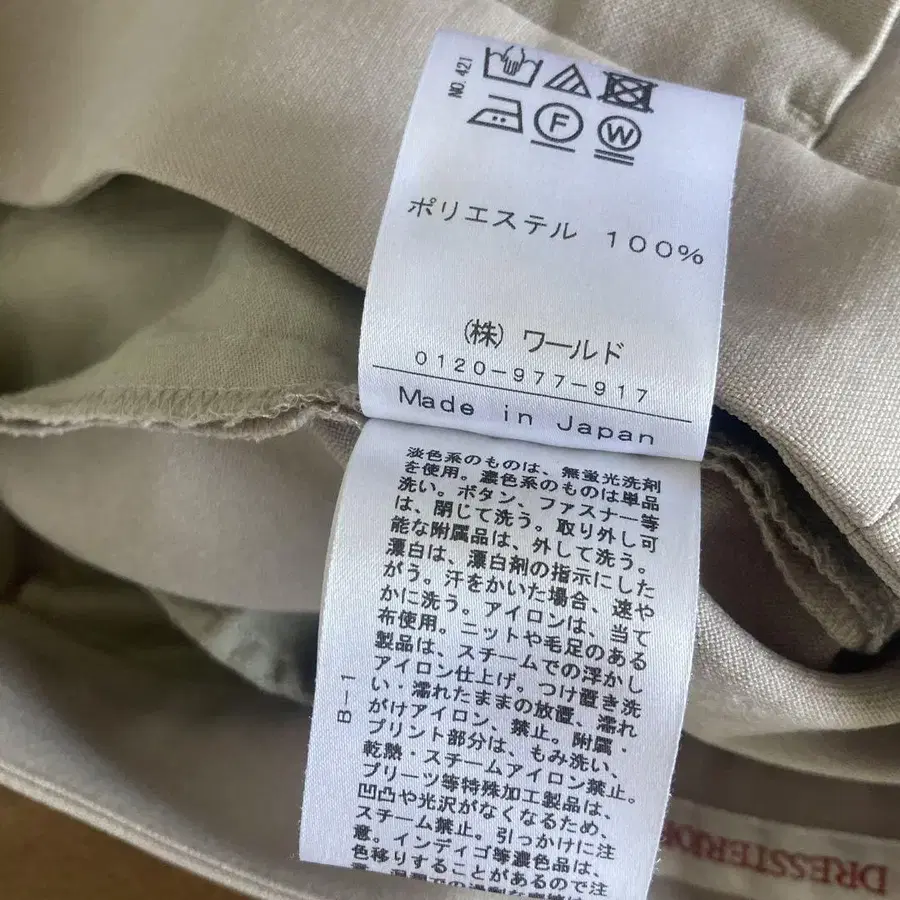 NO.421
F
W
ポリエステル 100%
(株) ワールド
0120-977-917
Made in Japan
淡色系のものは、無蛍光洗剤
を使用。濃色系のものは単品
洗い。ボタン、ファスナー等
は、閉じて洗う。取り外し可
能な附属品は、外して洗う。
漂白は、漂白剤の指示にした
がう。汗をかいた場合、速や
かに洗う。アイロンは、当て
布使用。ニットや毛足のある
製品は、スチームでの浮かし
アイロン仕上げ。つけ置き洗
い・濡れたままの放置、濡れ
がけアイロン、禁止。附属・
プリント部分は、もみ洗い、
乾熱・スチームアイロン禁止。
プリーツ等特殊加工製品は、
凹凸や光沢がなくなるため、
スチーム禁止。引っかけに注
意。インディゴ等濃色品は、
色移りすることがあるので注
B-1